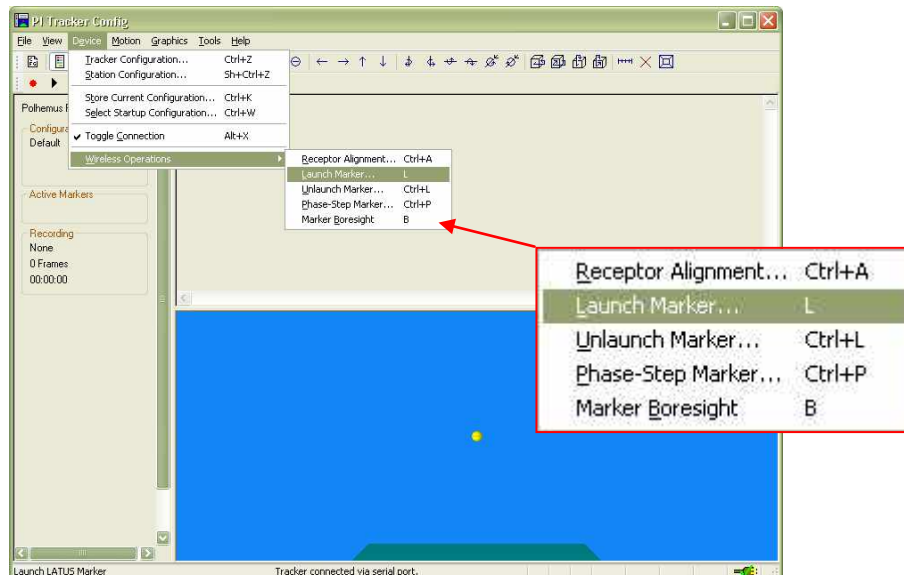 PI Tracker Config
File View Device Motion Graphics Tools Help
Tracker Configuration... Ctrl+Z
Station Configuration... Sh+Ctrl+Z
Store Current Configuration... Ctrl+K
Select Startup Configuration... Ctrl+W
Toggle Connection Alt+X
Wireless Operations
Receptor Alignment... Ctrl+A
Launch Marker... L
Unlaunch Marker... Ctrl+L
Phase-Step Marker... Ctrl+P
Marker Boresight B
Polhemus
Configura
Default
Active Markers
Recording
None
0 Frames
00:00:00
Receptor Alignment... Ctrl+A
Launch Marker... L
Unlaunch Marker... Ctrl+L
Phase-Step Marker... Ctrl+P
Marker Boresight B
Launch LATUS Marker Tracker connected via serial port.